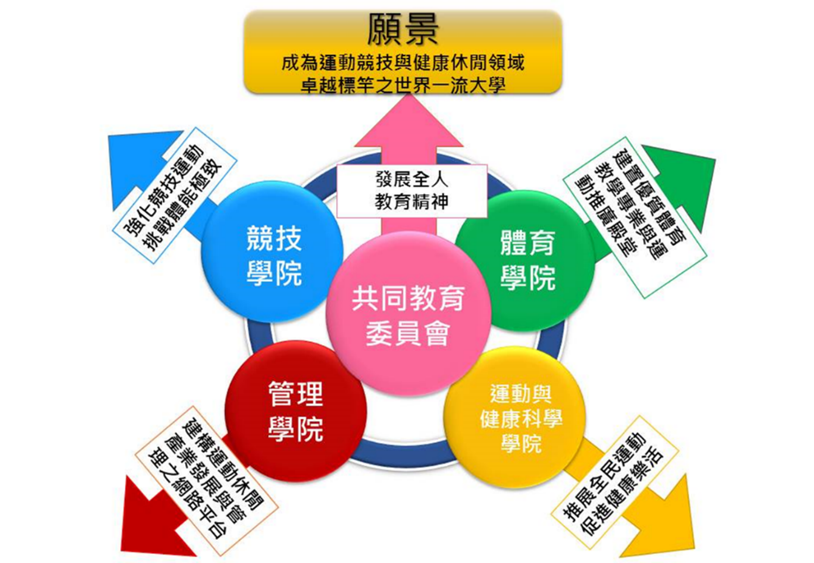 願景
成為運動競技與健康休閒領域
卓越標竿之世界一流大學
發展全人
教育精神
強化競技運動
挑戰體能極致
建置優質體育
教學專業與運
動推廣殿堂
競技
學院
體育
學院
共同教育
委員會
管理
學院
運動與
健康科學
學院
建構運動休閒
產業發展與管
理之網路平台
推展全民運動
促進健康樂活